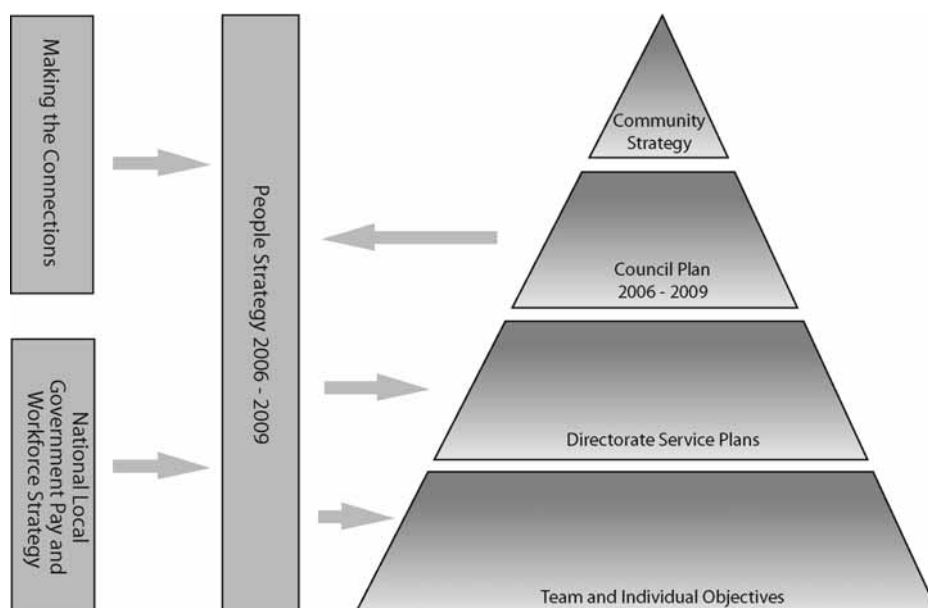 Making the Connections
National Local
Government Pay and
Workforce Strategy
People Strategy 2006 - 2009
Community
Strategy
Council Plan
2006 - 2009
Directorate Service Plans
Team and Individual Objectives